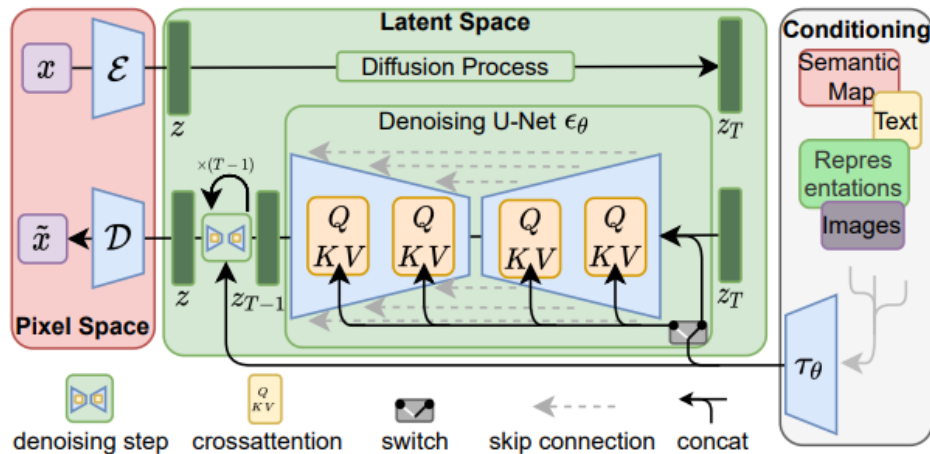 Latent Space
Conditioning
x
ℰ
z
Diffusion Process
z_T
Semantic
Map
Text
Repres
entations
Images
Denoising U-Net ϵ_θ
×(T−1)
x̃
𝒟
z
z_{T−1}
Q
KV
Q
KV
Q
KV
Q
KV
z_T
Pixel Space
τ_θ
Q
KV
denoising step
crossattention
switch
skip connection
concat